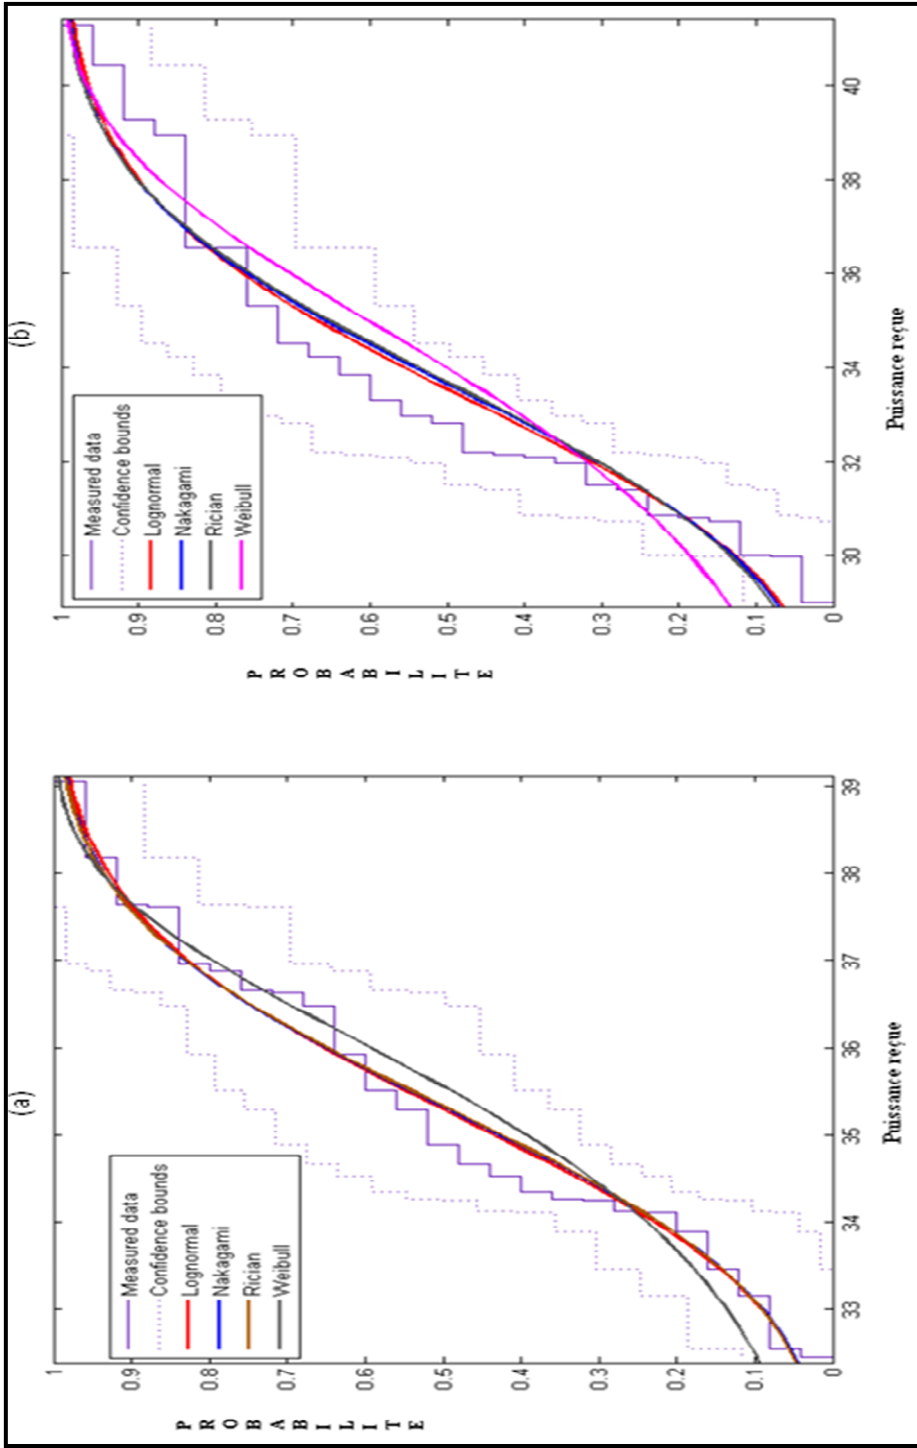 (a)
P R O B A B I L I T E
1
0.9
0.8
0.7
0.6
0.5
0.4
0.3
0.2
0.1
0
Measured data
Confidence bounds
Lognormal
Nakagami
Rician
Weibull
33 34 35 36 37 38 39
Puissance reçue
(b)
P R O B A B I L I T E
1
0.9
0.8
0.7
0.6
0.5
0.4
0.3
0.2
0.1
0
Measured data
Confidence bounds
Lognormal
Nakagami
Rician
Weibull
30 32 34 36 38 40
Puissance reçue